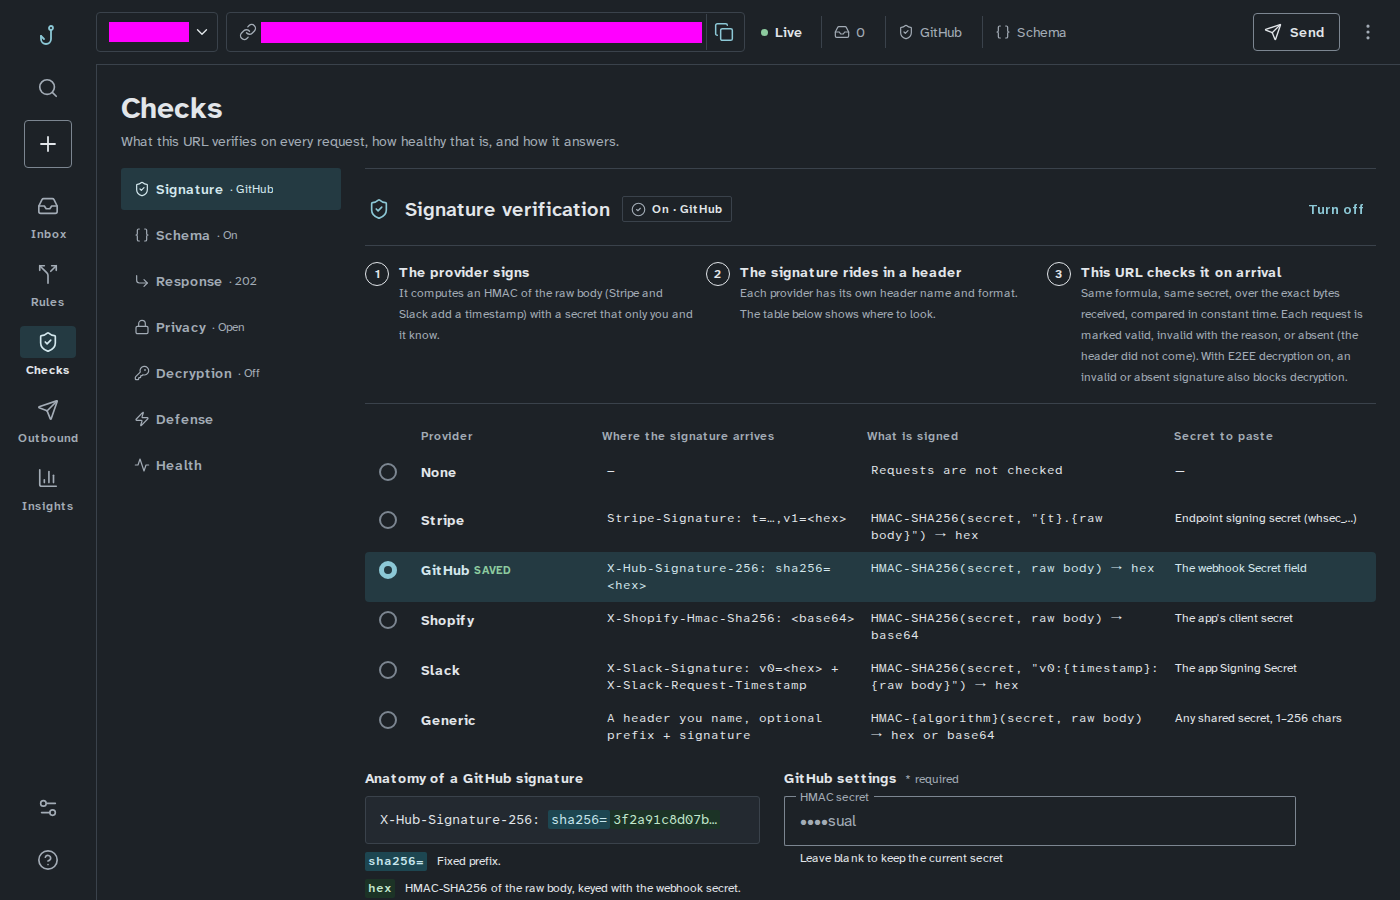 Live
0
GitHub
Schema
Send
Inbox
Rules
Checks
Outbound
Insights
Checks
What this URL verifies on every request, how healthy that is, and how it answers.
Signature · GitHub
Schema · On
Response · 202
Privacy · Open
Decryption · Off
Defense
Health
Signature verification
On · GitHub
Turn off
1 The provider signs
It computes an HMAC of the raw body (Stripe and
Slack add a timestamp) with a secret that only you and
it know.
2 The signature rides in a header
Each provider has its own header name and format.
The table below shows where to look.
3 This URL checks it on arrival
Same formula, same secret, over the exact bytes
received, compared in constant time. Each request is
marked valid, invalid with the reason, or absent (the
header did not come). With E2EE decryption on, an
invalid or absent signature also blocks decryption.
Provider Where the signature arrives What is signed Secret to paste
None — Requests are not checked —
Stripe Stripe-Signature: t=…,v1=<hex> HMAC-SHA256(secret, "{t}.{raw Endpoint signing secret (whsec_…)
body}") → hex
GitHub SAVED X-Hub-Signature-256: sha256= HMAC-SHA256(secret, raw body) → hex The webhook Secret field
<hex>
Shopify X-Shopify-Hmac-Sha256: <base64> HMAC-SHA256(secret, raw body) → The app's client secret
base64
Slack X-Slack-Signature: v0=<hex> + HMAC-SHA256(secret, "v0:{timestamp}: The app Signing Secret
X-Slack-Request-Timestamp {raw body}") → hex
Generic A header you name, optional HMAC-{algorithm}(secret, raw body) Any shared secret, 1–256 chars
prefix + signature → hex or base64
Anatomy of a GitHub signature
X-Hub-Signature-256: sha256= 3f2a91c8d07b…
sha256= Fixed prefix.
hex HMAC-SHA256 of the raw body, keyed with the webhook secret.
GitHub settings * required
HMAC secret
••••sual
Leave blank to keep the current secret